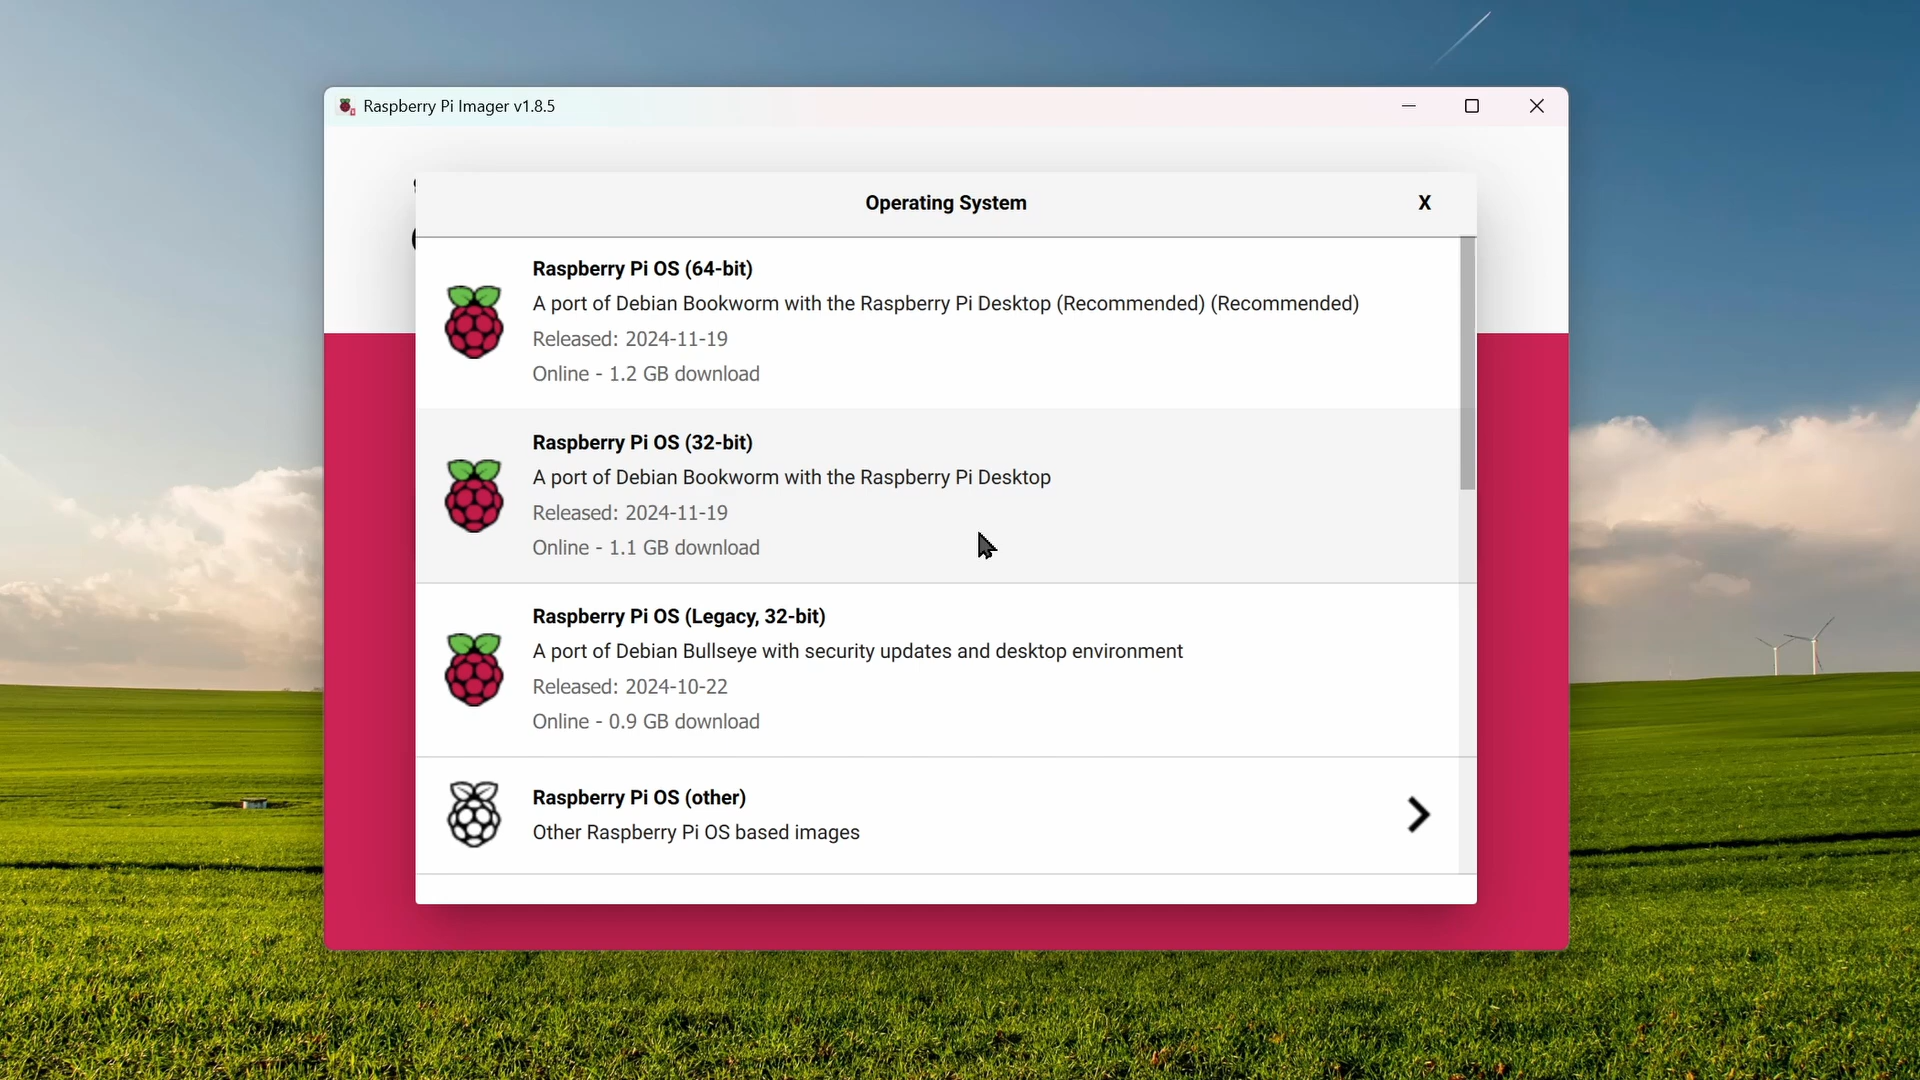 Raspberry Pi Imager v1.8.5
Operating System
X
Raspberry Pi OS (64-bit)
A port of Debian Bookworm with the Raspberry Pi Desktop (Recommended) (Recommended)
Released: 2024-11-19
Online - 1.2 GB download
Raspberry Pi OS (32-bit)
A port of Debian Bookworm with the Raspberry Pi Desktop
Released: 2024-11-19
Online - 1.1 GB download
Raspberry Pi OS (Legacy, 32-bit)
A port of Debian Bullseye with security updates and desktop environment
Released: 2024-10-22
Online - 0.9 GB download
Raspberry Pi OS (other)
Other Raspberry Pi OS based images